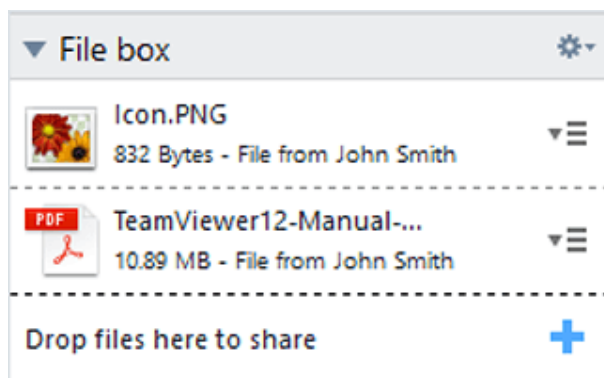 File box
Icon.PNG
832 Bytes - File from John Smith
PDF
TeamViewer12-Manual-...
10.89 MB - File from John Smith
Drop files here to share